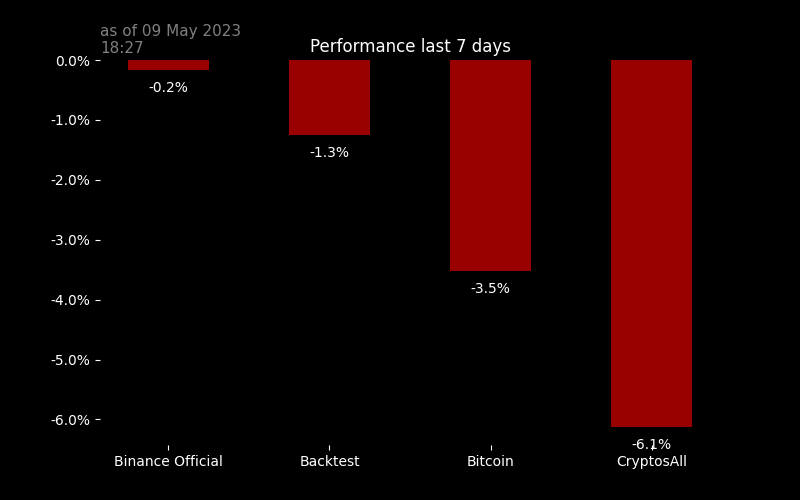 as of 09 May 2023
18:27
Performance last 7 days
0.0%
-1.0%
-2.0%
-3.0%
-4.0%
-5.0%
-6.0%
-0.2%
-1.3%
-3.5%
-6.1%
Binance Official
Backtest
Bitcoin
CryptosAll